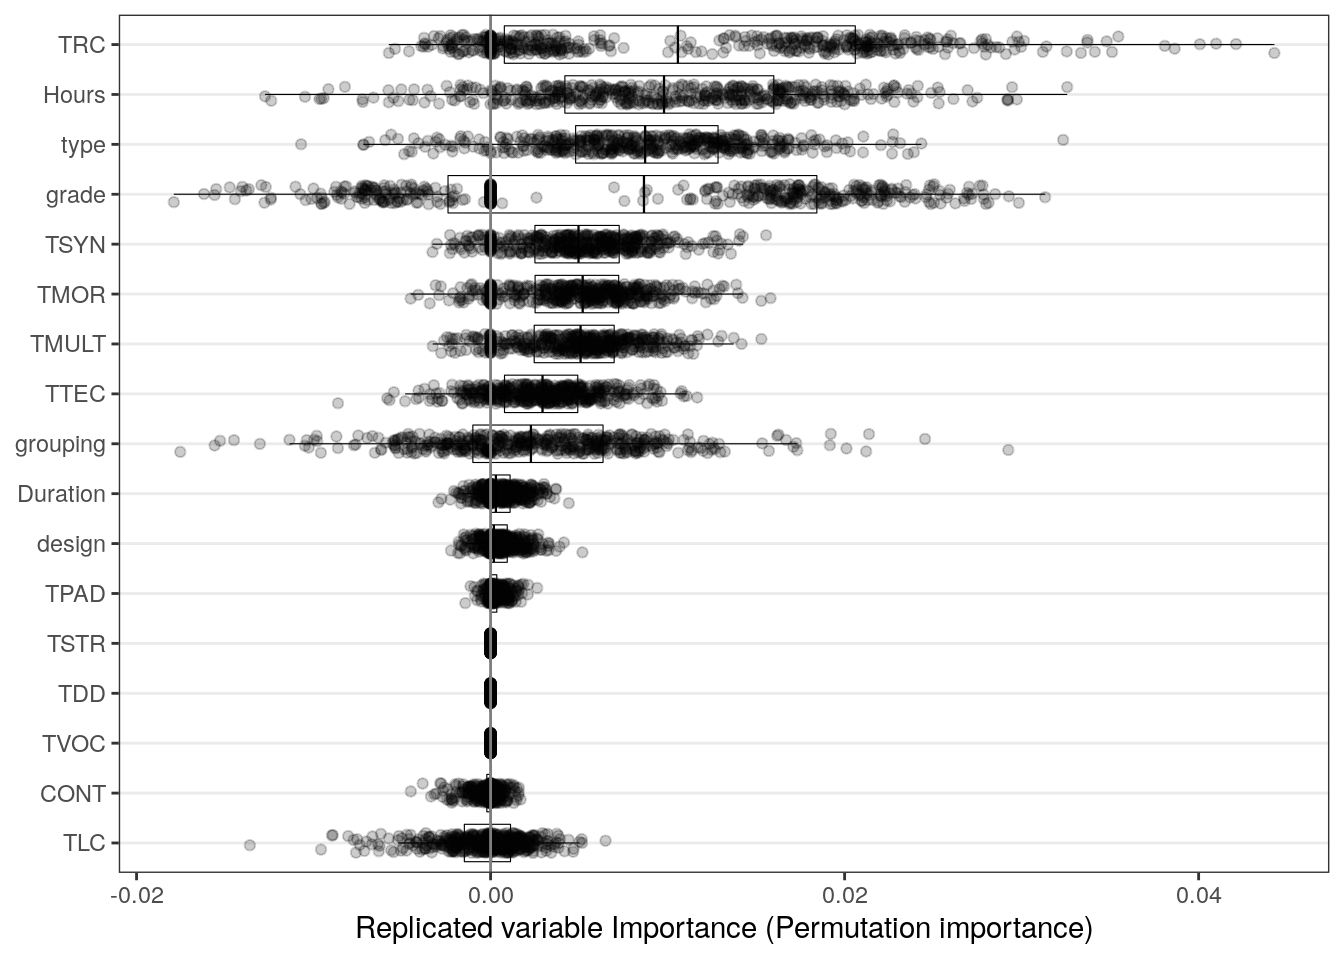 TRC
Hours
type
grade
TSYN
TMOR
TMULT
TTEC
grouping
Duration
design
TPAD
TSTR
TDD
TVOC
CONT
TLC
-0.02 0.00 0.02 0.04
Replicated variable Importance (Permutation importance)